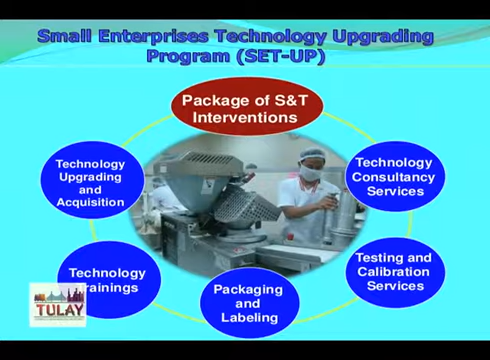 Small Enterprises Technology Upgrading
Program (SET-UP)
Package of S&T
Interventions
Technology
Upgrading
and
Acquisition
Technology
Consultancy
Services
Technology
Trainings
Packaging
and
Labeling
Testing and
Calibration
Services
TULAY